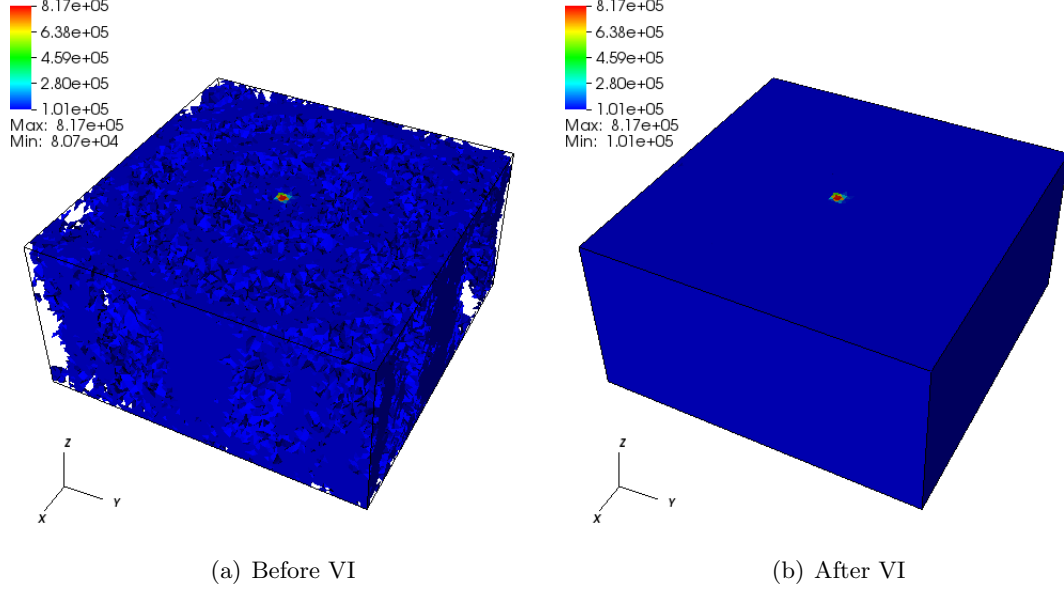 8.17e+05
6.38e+05
4.59e+05
2.80e+05
1.01e+05
Max: 8.17e+05
Min: 8.07e+04
Z
Y
X
(a) Before VI
8.17e+05
6.38e+05
4.59e+05
2.80e+05
1.01e+05
Max: 8.17e+05
Min: 1.01e+05
Z
Y
X
(b) After VI